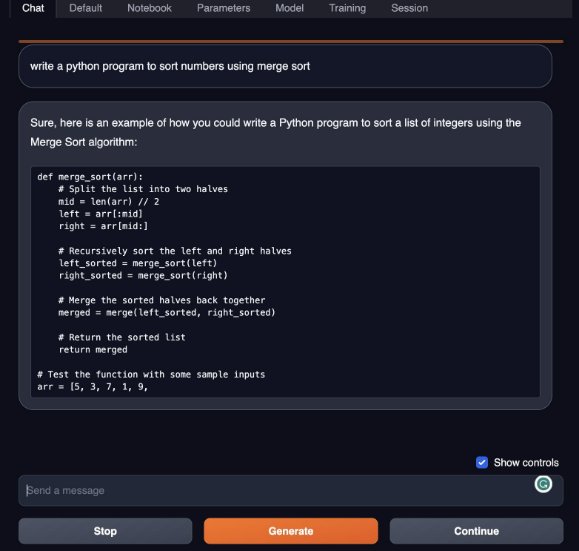 Chat Default Notebook Parameters Model Training Session
write a python program to sort numbers using merge sort
Sure, here is an example of how you could write a Python program to sort a list of integers using the
Merge Sort algorithm:
def merge_sort(arr):
    # Split the list into two halves
    mid = len(arr) // 2
    left = arr[:mid]
    right = arr[mid:]

    # Recursively sort the left and right halves
    left_sorted = merge_sort(left)
    right_sorted = merge_sort(right)

    # Merge the sorted halves back together
    merged = merge(left_sorted, right_sorted)

    # Return the sorted list
    return merged

# Test the function with some sample inputs
arr = [5, 3, 7, 1, 9,
Show controls
Send a message
Stop Generate Continue